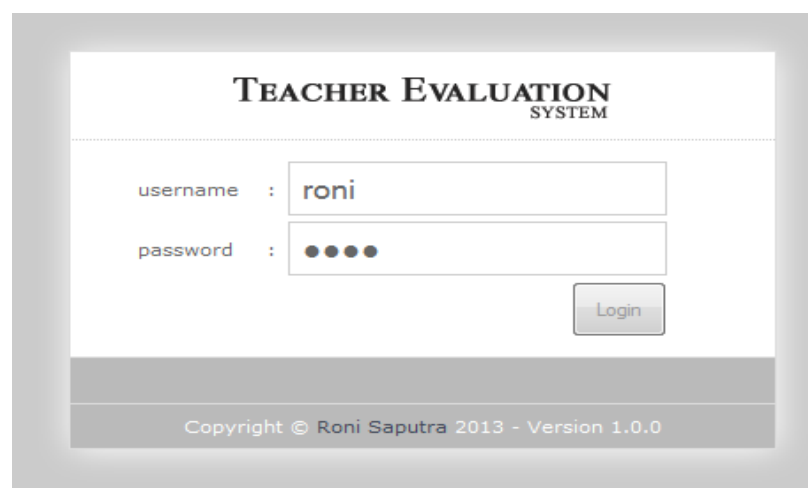 TEACHER EVALUATION
SYSTEM
username : roni
password : ●●●●
Login
Copyright © Roni Saputra 2013 - Version 1.0.0